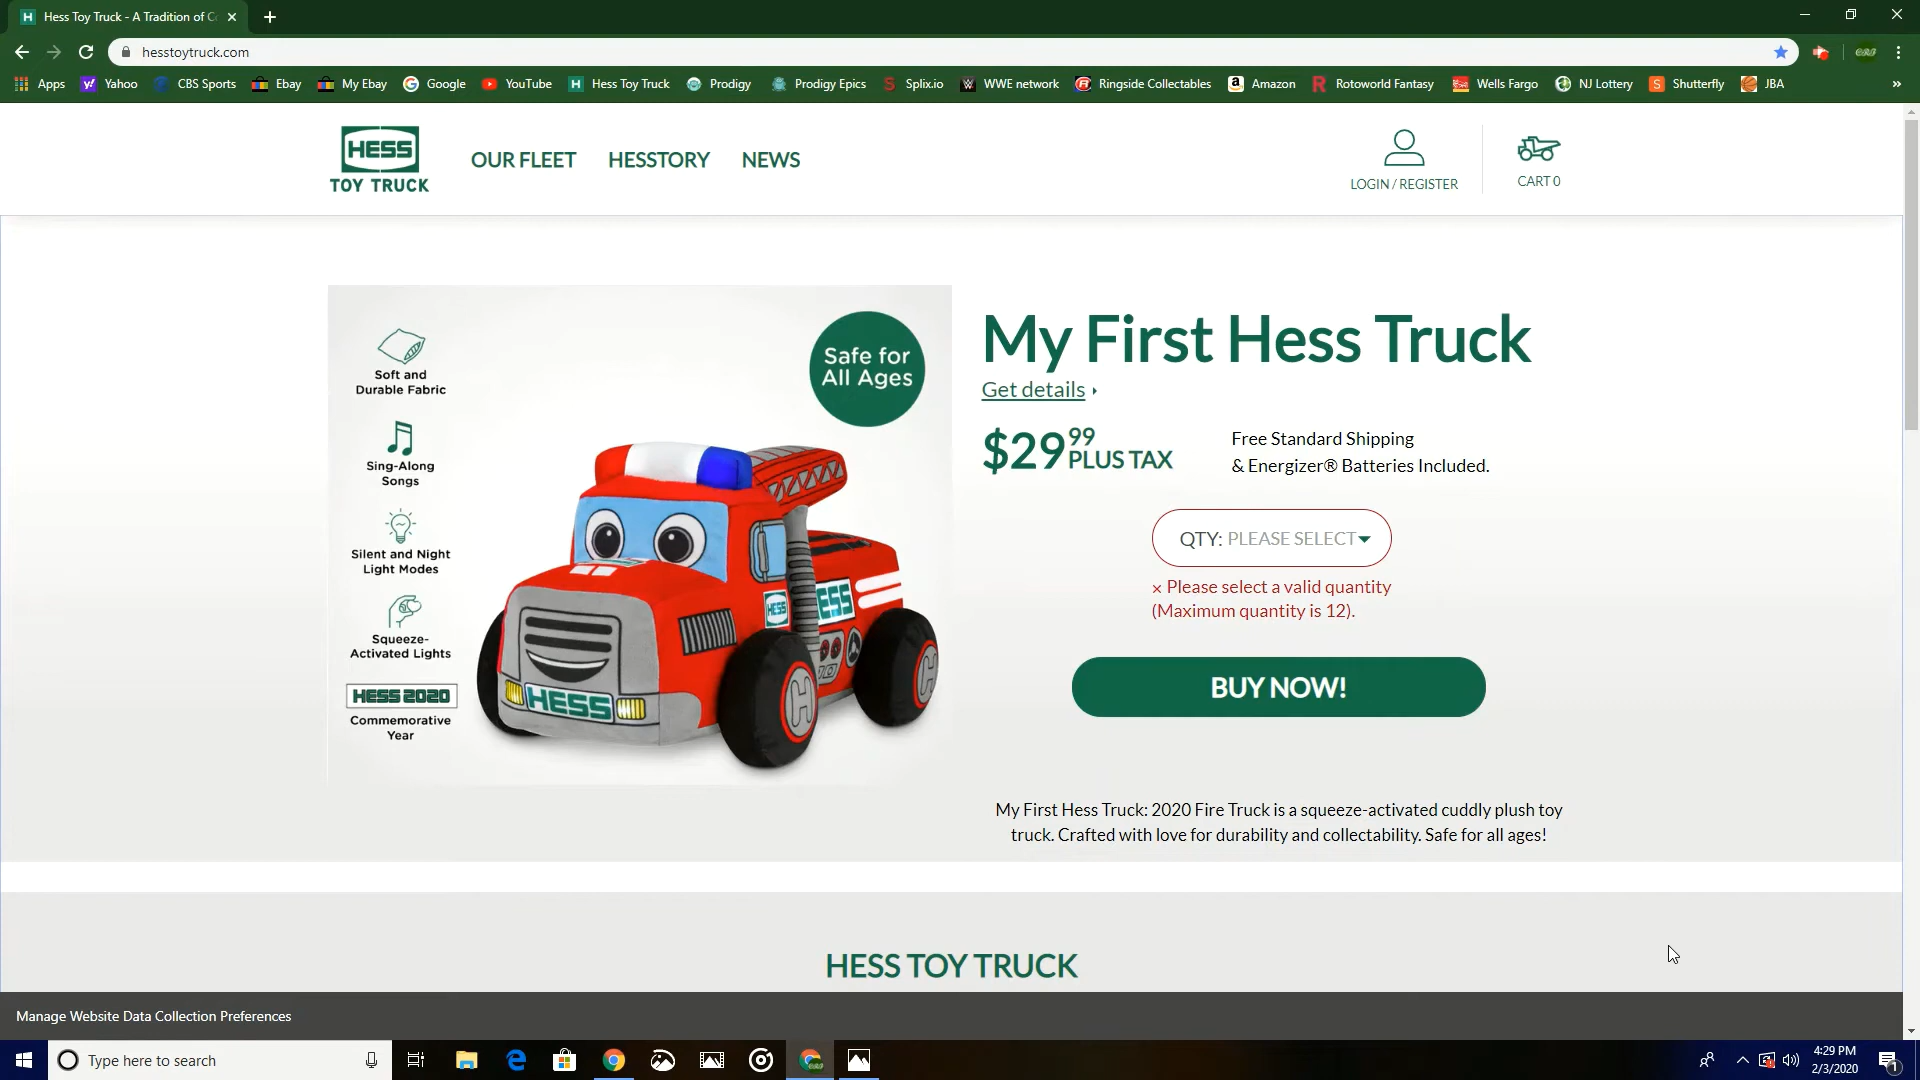 Hess Toy Truck - A Tradition of C
hesstoytruck.com
Apps Yahoo CBS Sports Ebay My Ebay Google YouTube Hess Toy Truck Prodigy Prodigy Epics Splix.io WWE network Ringside Collectables Amazon Rotoworld Fantasy Wells Fargo NJ Lottery Shutterfly JBA »
HESS
TOY TRUCK
OUR FLEET HESSTORY NEWS
LOGIN / REGISTER
CART 0
Soft and
Durable Fabric
Sing-Along
Songs
Silent and Night
Light Modes
Squeeze-
Activated Lights
HESS 2020
Commemorative
Year
Safe for
All Ages
HESS
ESS
HESS
H
H
My First Hess Truck
Get details
$29 99 PLUS TAX
Free Standard Shipping
& Energizer® Batteries Included.
QTY: PLEASE SELECT
× Please select a valid quantity
(Maximum quantity is 12).
BUY NOW!
My First Hess Truck: 2020 Fire Truck is a squeeze-activated cuddly plush toy
truck. Crafted with love for durability and collectability. Safe for all ages!
HESS TOY TRUCK
Manage Website Data Collection Preferences
Type here to search
4:29 PM
2/3/2020
1